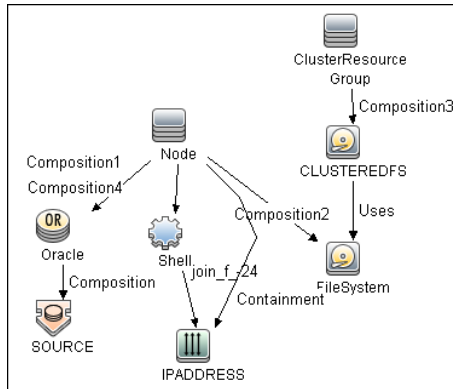 ClusterResource
Group
Composition3
CLUSTEREDFS
Node
Composition1
Composition4
Composition2
Uses
OR
Oracle
Shell.
join_f_-24
FileSystem
Composition
Containment
SOURCE
IPADDRESS